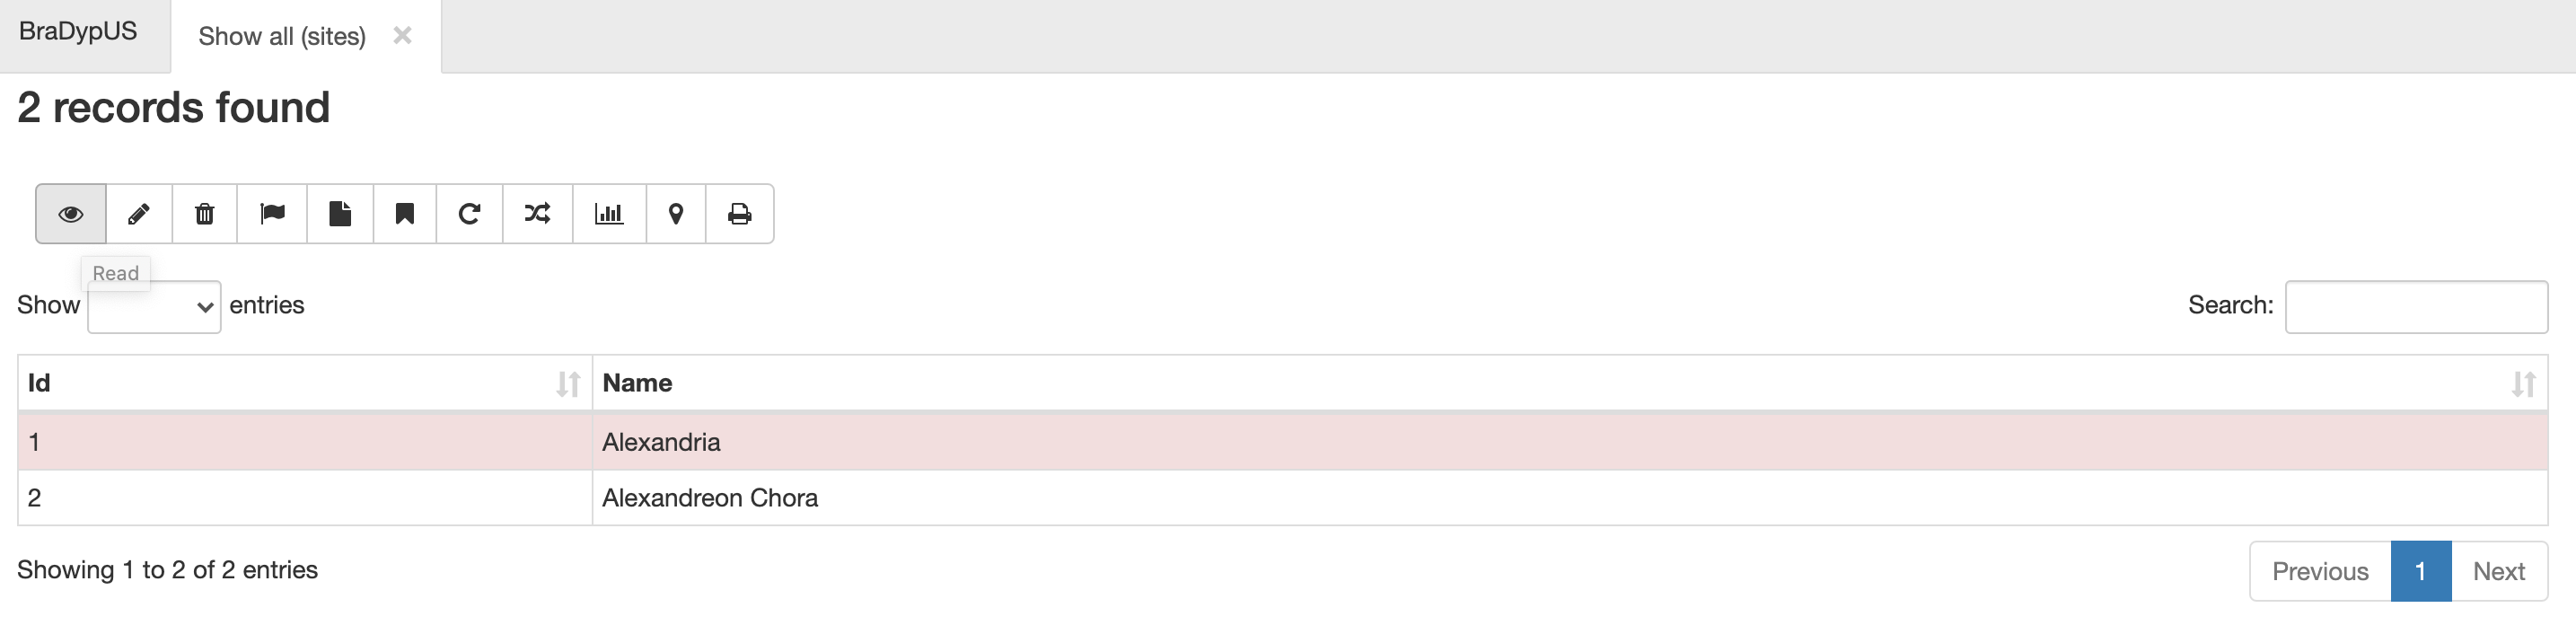 BraDypUS
Show all (sites)
2 records found
Read
Show entries
Search:
Id Name
1 Alexandria
2 Alexandreon Chora
Showing 1 to 2 of 2 entries
Previous 1 Next